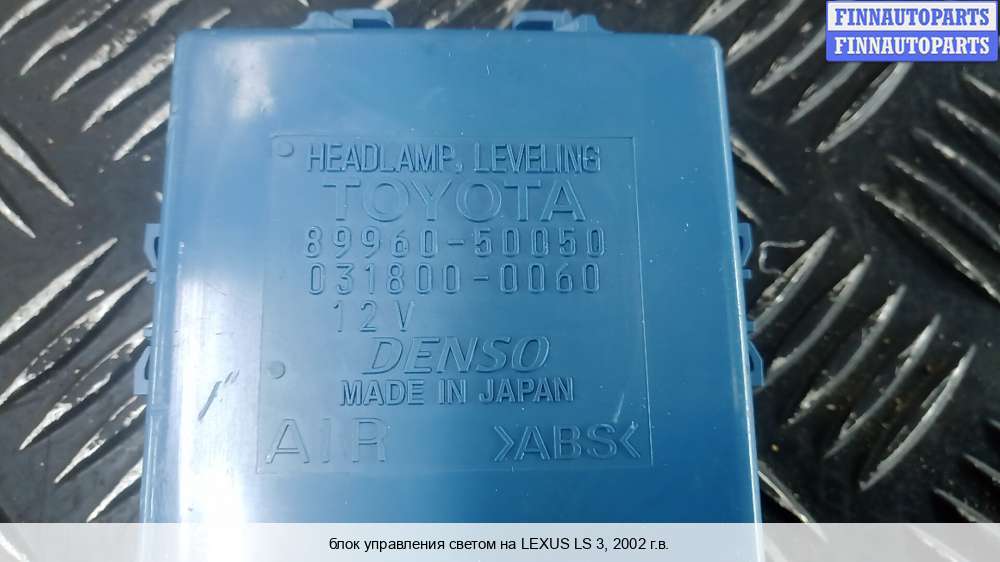 FINNAUTOPARTS
FINNAUTOPARTS
HEADLAMP, LEVELING
TOYOTA
89960-50050
031800-0060
12V
DENSO
MADE IN JAPAN
AIR >ABS<
блок управления светом на LEXUS LS 3, 2002 г.в.